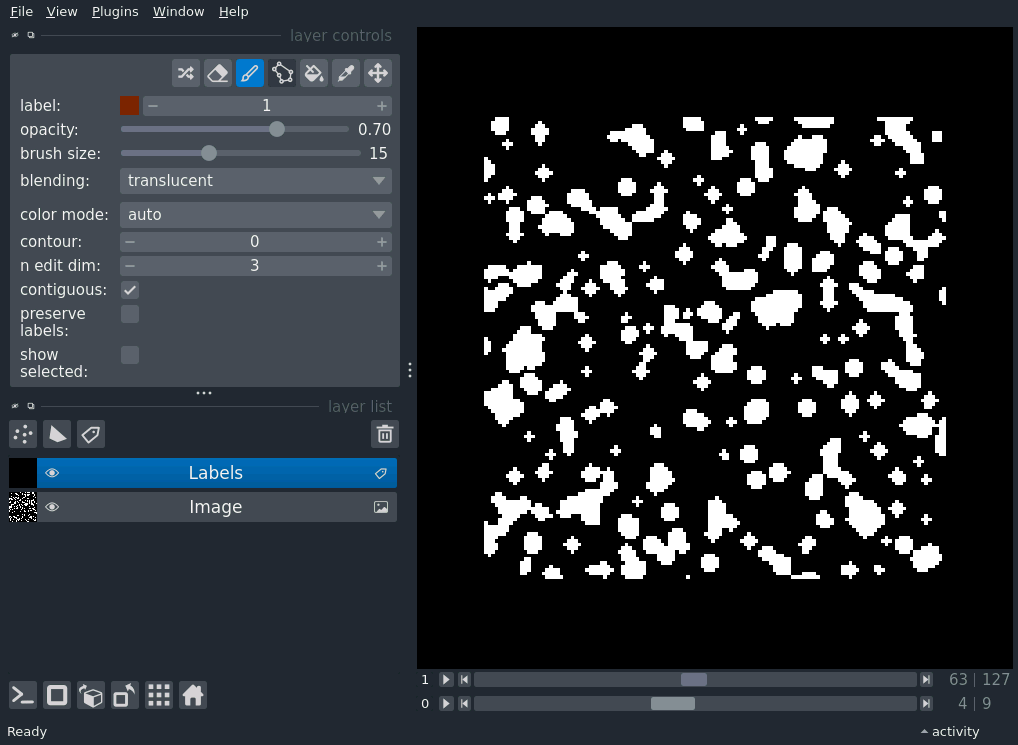 File View Plugins Window Help
layer controls
label: 1
opacity: 0.70
brush size: 15
blending: translucent
color mode: auto
contour: 0
n edit dim: 3
contiguous:
preserve
labels:
show
selected:
layer list
Labels
Image
1 63 | 127
0 4 | 9
Ready activity